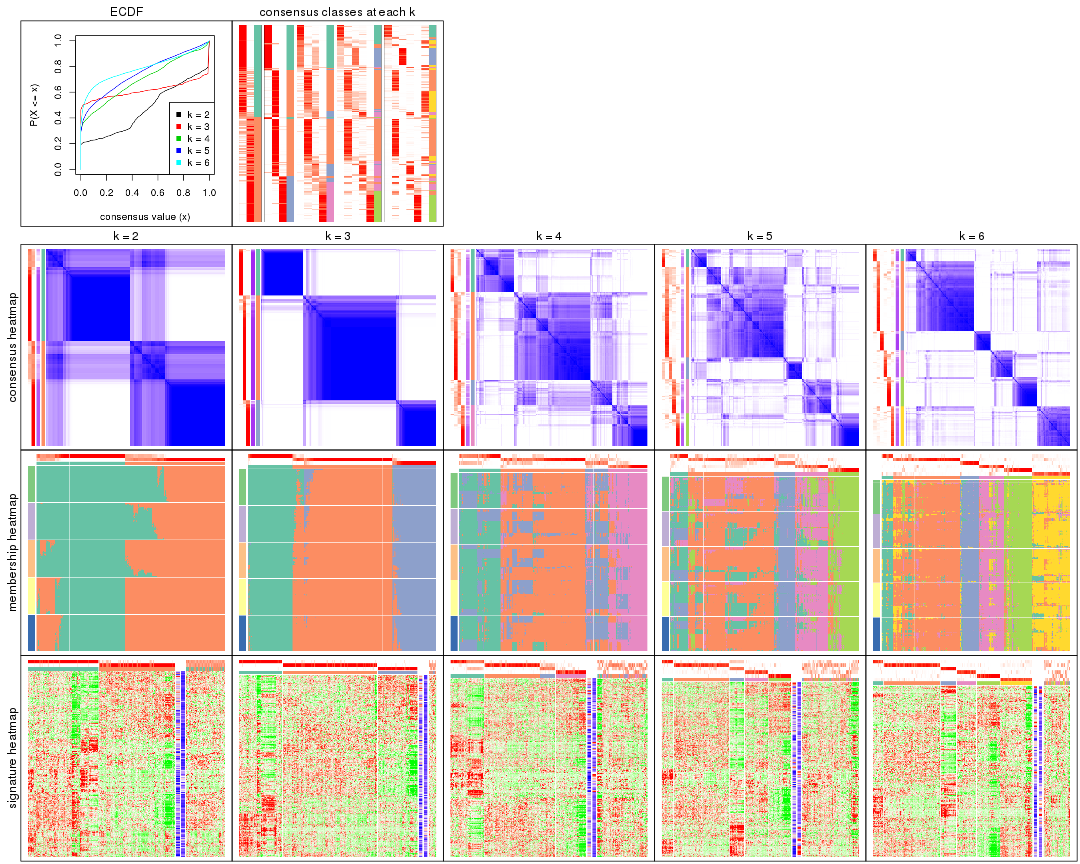 ECDF
consensus classes at each k
P(X <= x)
0.0 0.2 0.4 0.6 0.8 1.0
k = 2
k = 3
k = 4
k = 5
k = 6
0.0 0.2 0.4 0.6 0.8 1.0
consensus value (x)
k = 2
k = 3
k = 4
k = 5
k = 6
consensus heatmap
membership heatmap
signature heatmap